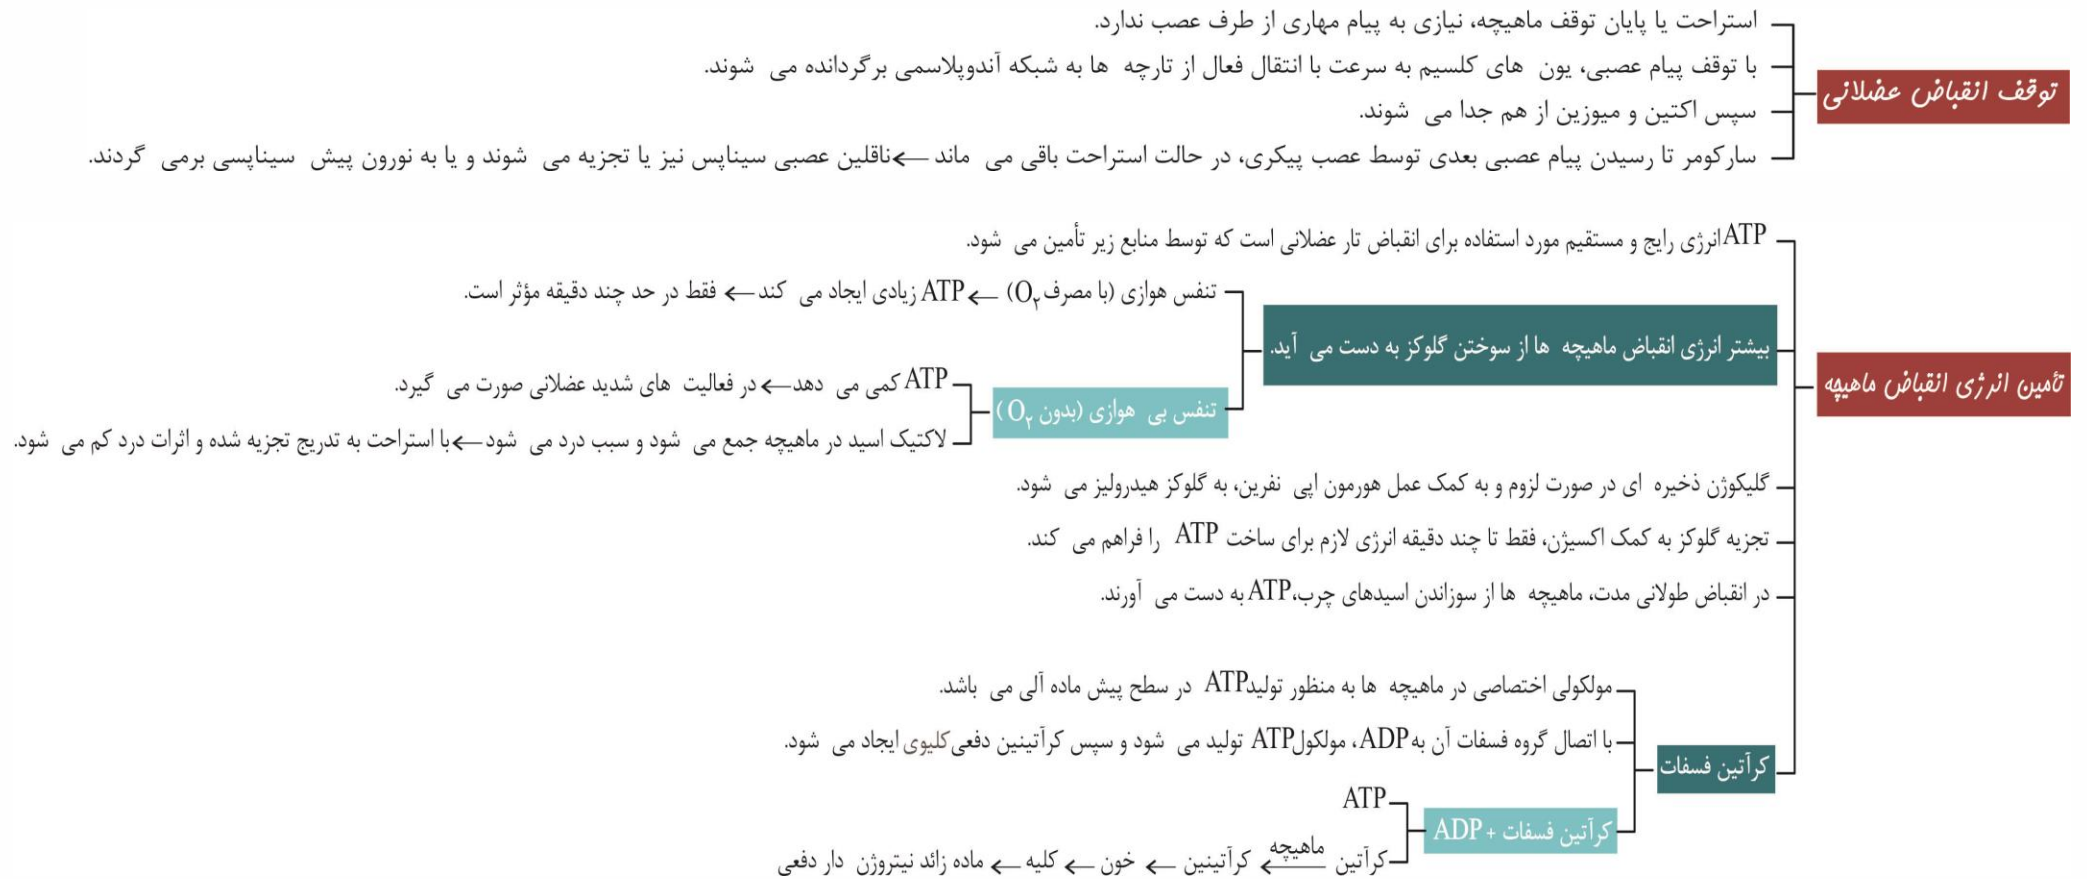 توقف انقباض عضلانی
استراحت یا پایان توقف ماهیچه، نیازی به پیام مهاری از طرف عصب ندارد.
با توقف پیام عصبی، یون های کلسیم به سرعت با انتقال فعال از تارچه ها به شبکه آندوپلاسمی برگردانده می شوند.
سپس اکتین و میوزین از هم جدا می شوند.
سارکومر تا رسیدن پیام عصبی بعدی توسط عصب پیکری، در حالت استراحت باقی می ماند ← ناقلین عصبی سیناپس نیز یا تجزیه می شوند و یا به نورون پیش سیناپسی برمی گردند.
تأمین انرژی انقباض ماهیچه
ATP انرژی رایج و مستقیم مورد استفاده برای انقباض تار عضلانی است که توسط منابع زیر تأمین می شود.
بیشتر انرژی انقباض ماهیچه ها از سوختن گلوکز به دست می آید.
تنفس هوازی (با مصرف O₂) ← ATP زیادی ایجاد می کند ← فقط در حد چند دقیقه مؤثر است.
تنفس بی هوازی (بدون O₂)
ATP کمی می دهد ← در فعالیت های شدید عضلانی صورت می گیرد.
لاکتیک اسید در ماهیچه جمع می شود و سبب درد می شود ← با استراحت به تدریج تجزیه شده و اثرات درد کم می شود.
گلیکوژن ذخیره ای در صورت لزوم و به کمک عمل هورمون اپی نفرین، به گلوکز هیدرولیز می شود.
تجزیه گلوکز به کمک اکسیژن، فقط تا چند دقیقه انرژی لازم برای ساخت ATP را فراهم می کند.
در انقباض طولانی مدت، ماهیچه ها از سوزاندن اسیدهای چرب، ATP به دست می آورند.
کرآتین فسفات
مولکولی اختصاصی در ماهیچه ها به منظور تولید ATP در سطح پیش ماده آلی می باشد.
با اتصال گروه فسفات آن به ADP، مولکول ATP تولید می شود و سپس کرآتینین دفعی کلیوی ایجاد می شود.
کرآتین فسفات + ADP
ATP
کرآتین ← ماهیچه کرآتینین ← خون ← کلیه ← ماده زائد نیتروژن دار دفعی